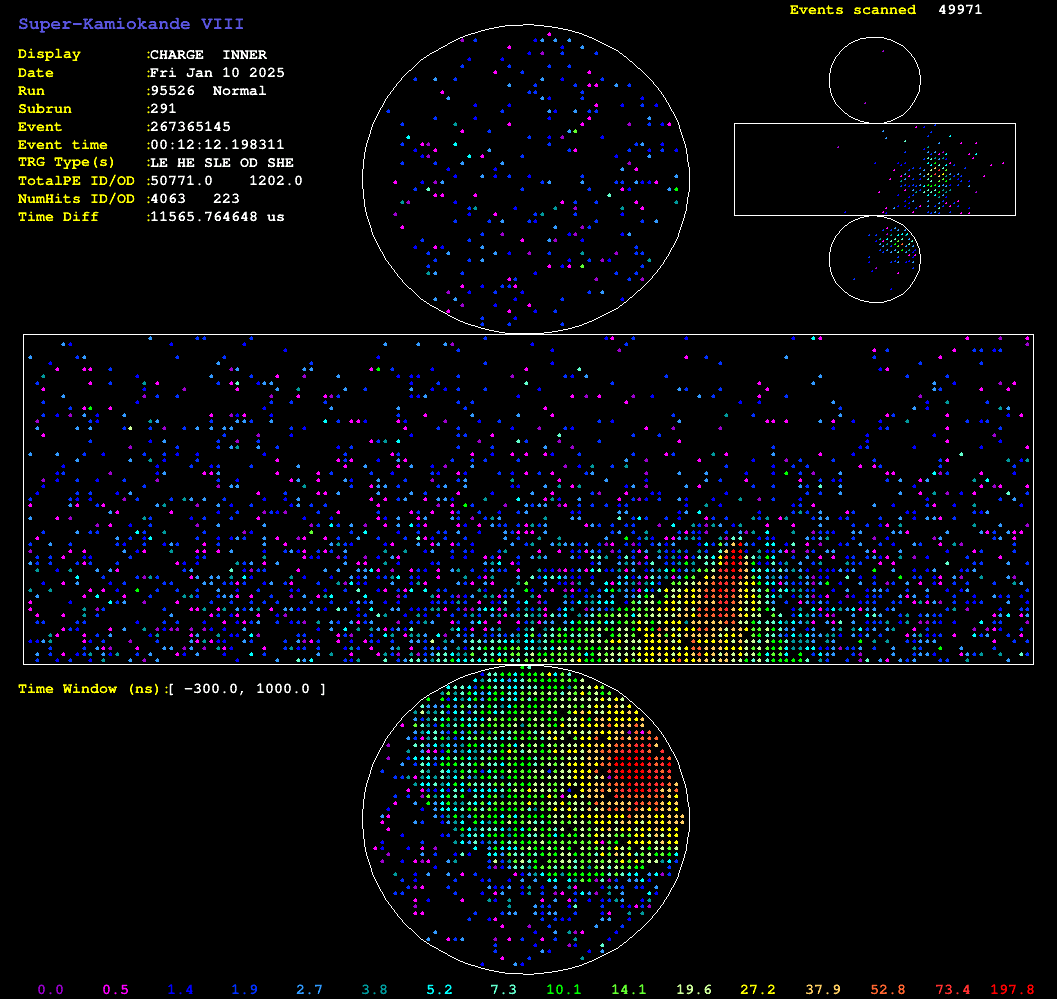 Super-Kamiokande VIII
Events scanned 49971
Display :CHARGE INNER
Date :Fri Jan 10 2025
Run :95526 Normal
Subrun :291
Event :267365145
Event time :00:12:12.198311
TRG Type(s) :LE HE SLE OD SHE
TotalPE ID/OD :50771.0 1202.0
NumHits ID/OD :4063 223
Time Diff :11565.764648 us
Time Window (ns):[ -300.0, 1000.0 ]
0.0 0.5 1.4 1.9 2.7 3.8 5.2 7.3 10.1 14.1 19.6 27.2 37.9 52.8 73.4 197.8